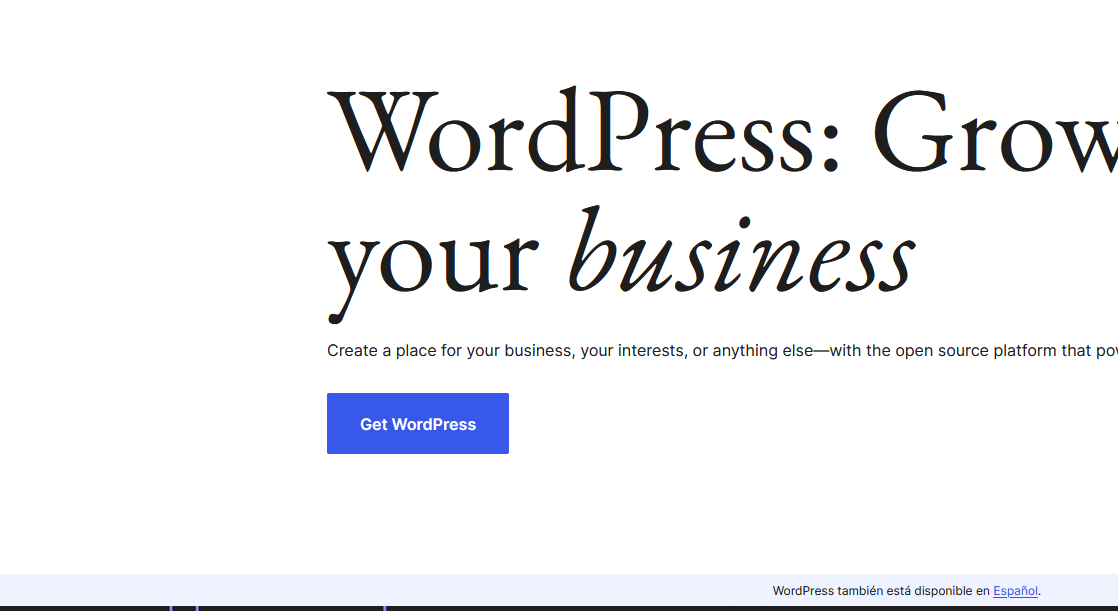 WordPress: Grow
your business
Create a place for your business, your interests, or anything else—with the open source platform that
Get WordPress
WordPress también está disponible en Español.